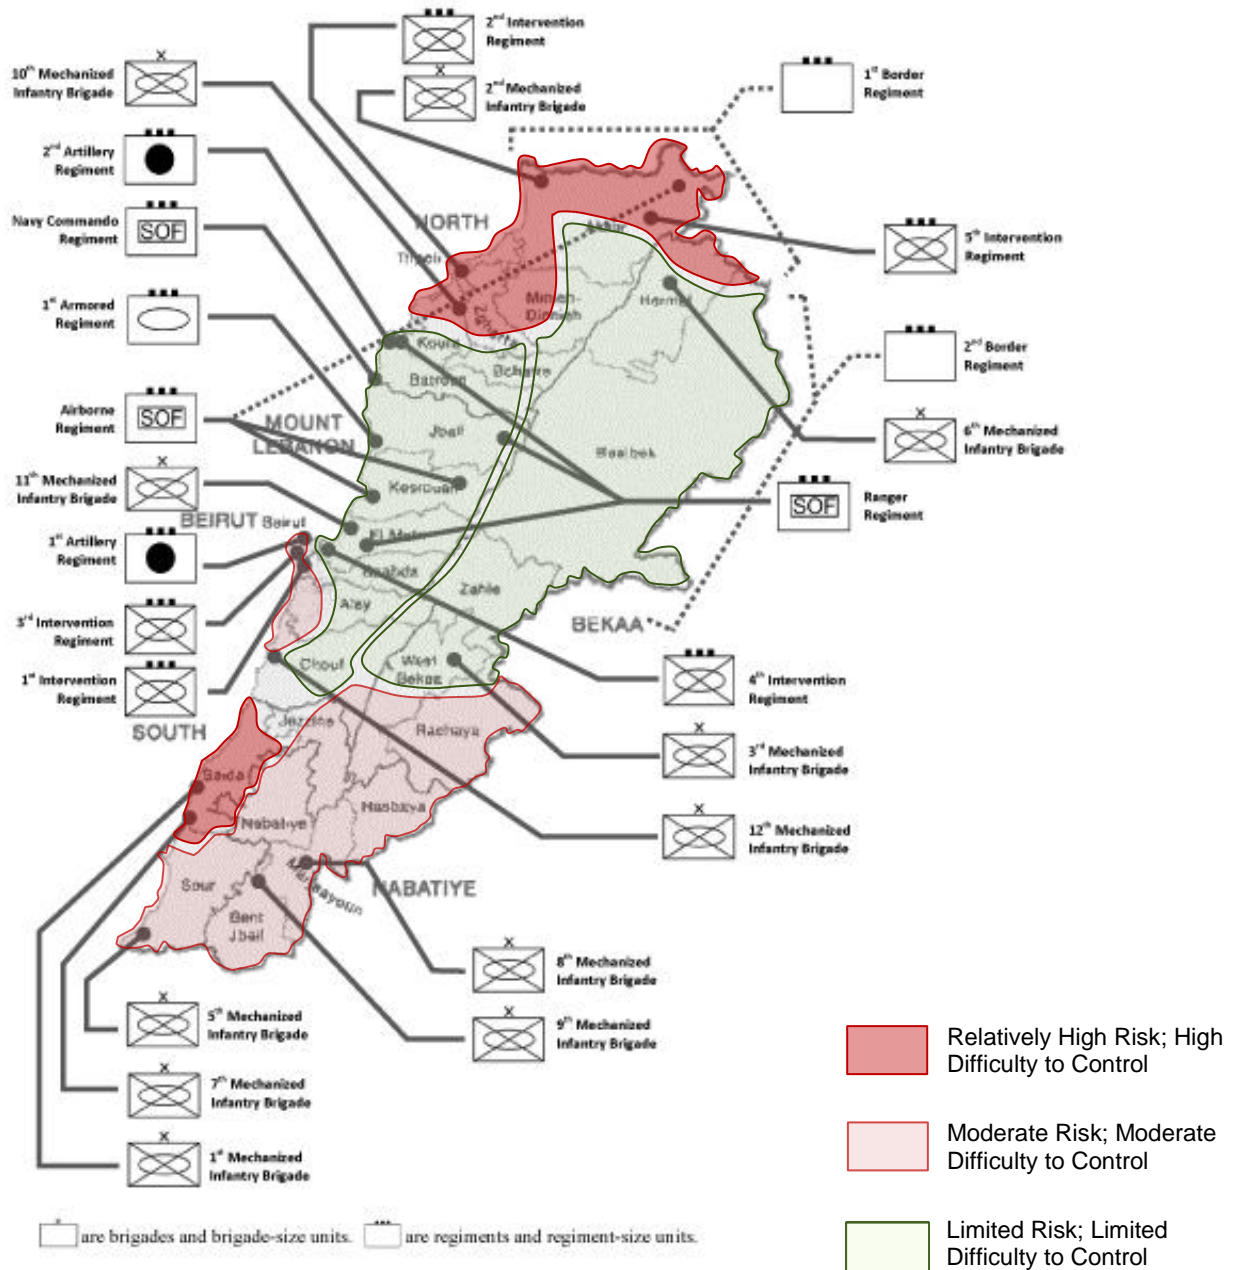 2nd Intervention
Regiment
2nd Mechanized
Infantry Brigade
10th Mechanized
Infantry Brigade
1st Border
Regiment
2nd Artillery
Regiment
Navy Commando
Regiment
SOF
NORTH
Akkar
5th Intervention
Regiment
Tripoli
Minieh-
Dinnieh
Hermel
Zgharta
1st Armored
Regiment
Koura
Bcharre
Batroun
2nd Border
Regiment
Airborne
Regiment
SOF
MOUNT
LEBANON
Jbail
Baalbek
6th Mechanized
Infantry Brigade
11th Mechanized
Infantry Brigade
Kesrouan
SOF
Ranger
Regiment
BEIRUT
Beirut
El Metn
1st Artillery
Regiment
Baabda
Zahle
Aley
3rd Intervention
Regiment
BEKAA
Chouf
West
Bekaa
1st Intervention
Regiment
4th Intervention
Regiment
SOUTH
Jezzine
Rachaya
3rd Mechanized
Infantry Brigade
Saida
Hasbaya
Nabatiye
12th Mechanized
Infantry Brigade
Sour
Marjaayoun
NABATIYE
Bent
Jbail
8th Mechanized
Infantry Brigade
5th Mechanized
Infantry Brigade
9th Mechanized
Infantry Brigade
7th Mechanized
Infantry Brigade
1st Mechanized
Infantry Brigade
Relatively High Risk; High
Difficulty to Control
Moderate Risk; Moderate
Difficulty to Control
Limited Risk; Limited
Difficulty to Control
are brigades and brigade-size units.
are regiments and regiment-size units.